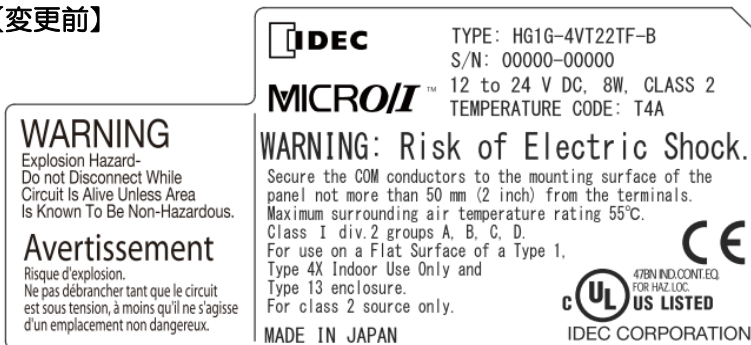 【変更前】
IDEC
TYPE: HG1G-4VT22TF-B
S/N: 00000-00000
MICRO/I ™
12 to 24 V DC, 8W, CLASS 2
TEMPERATURE CODE: T4A
WARNING
Explosion Hazard-
Do not Disconnect While
Circuit Is Alive Unless Area
Is Known To Be Non-Hazardous.
Avertissement
Risque d'explosion.
Ne pas débrancher tant que le circuit
est sous tension, à moins qu'il ne s'agisse
d'un emplacement non dangereux.
WARNING: Risk of Electric Shock.
Secure the COM conductors to the mounting surface of the
panel not more than 50 mm (2 inch) from the terminals.
Maximum surrounding air temperature rating 55℃.
Class I div.2 groups A, B, C, D.
For use on a Flat Surface of a Type 1,
Type 4X Indoor Use Only and
Type 13 enclosure.
For class 2 source only.
MADE IN JAPAN
CE
47BN IND.CONT.EQ.
FOR HAZ.LOC.
c UL US LISTED
IDEC CORPORATION